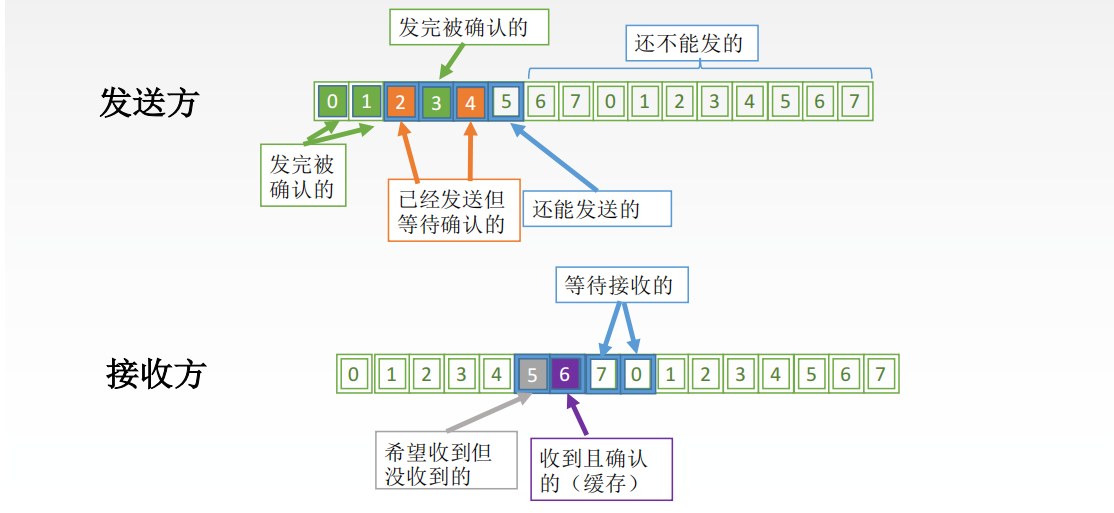 发完被确认的
还不能发的
发送方
0 1 2 3 4 5 6 7 0 1 2 3 4 5 6 7
发完被
确认的
已经发送但
等待确认的
还能发送的
等待接收的
接收方
0 1 2 3 4 5 6 7 0 1 2 3 4 5 6 7
希望收到但
没收到的
收到且确认
的（缓存）